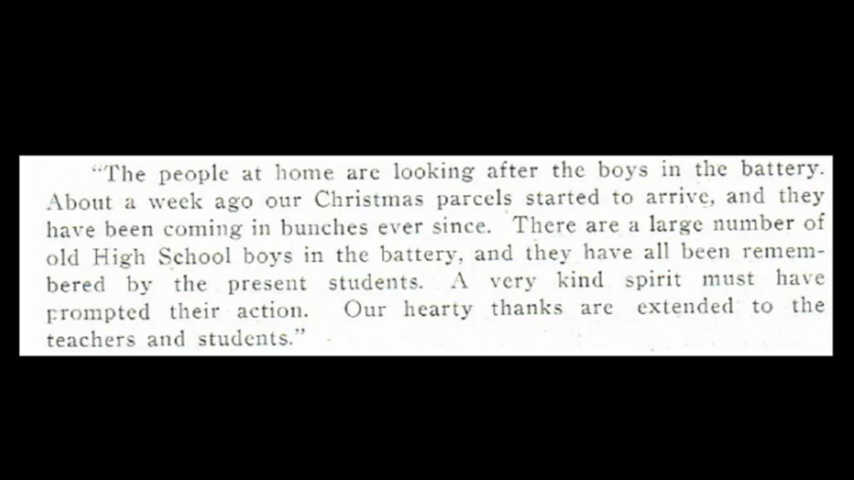 "The people at home are looking after the boys in the battery.
About a week ago our Christmas parcels started to arrive, and they
have been coming in bunches ever since. There are a large number of
old High School boys in the battery, and they have all been remem-
bered by the present students. A very kind spirit must have
prompted their action. Our hearty thanks are extended to the
teachers and students."